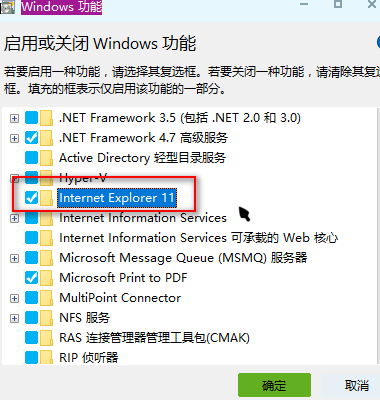 Windows 功能
启用或关闭 Windows 功能
若要启用一种功能，请选择其复选框。若要关闭一种功能，请清除其复
框。填充的框表示仅启用该功能的一部分。
.NET Framework 3.5 (包括 .NET 2.0 和 3.0)
.NET Framework 4.7 高级服务
Active Directory 轻型目录服务
Hyper-V
Internet Explorer 11
Internet Information Services
Internet Information Services 可承载的 Web 核心
Microsoft Message Queue (MSMQ) 服务器
Microsoft Print to PDF
MultiPoint Connector
NFS 服务
RAS 连接管理器管理工具包(CMAK)
RIP 侦听器
确定 取消